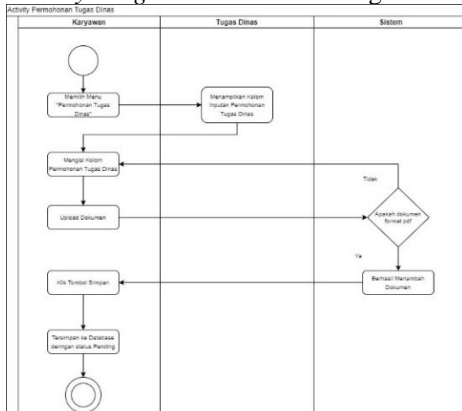 Activity Permohonan Tugas Dinas
Karyawan
Tugas Dinas
Sistem
Memilih Menu
"Permohonan Tugas
Dinas"
Menampilkan Kolom
Inputan Permohonan
Tugas Dinas
Mengisi Kolom
Permohonan Tugas Dinas
Tidak
Upload Dokumen
Apakah dokumen
format pdf
Ya
Klik Tombol Simpan
Berhasil Menambah
Dokumen
Tersimpan ke Database
dengan status Pending